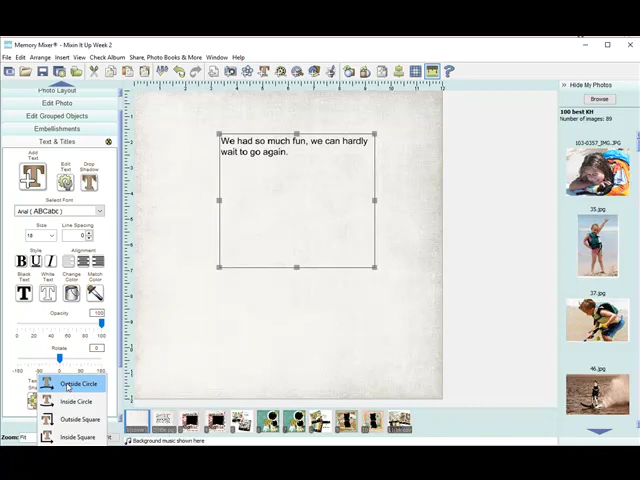 Memory Mixer® - Mixin It Up Week 2
File Edit Arrange Insert View Check Album Share, Photo Books & More Window Help
Photo Layout
Edit Photo
Edit Grouped Objects
Embellishments
Text & Titles
Add Text
Edit Text
Drop Shadow
Select Font
Arial ( ABCabc )
Size
Line Spacing
18
0
Style
Alignment
B U I
Black Text
White Text
Change Color
Match Color
Opacity
100
0 20 40 60 80 100
Rotate
0
-180 -90 0 90 180
Outside Circle
Inside Circle
Outside Square
Inside Square
Zoom: Fit
We had so much fun, we can hardly
wait to go again.
Background music shown here
Hide My Photos
Browse
100 best KH
Number of images: 89
103-0357_IMG.JPG
35.jpg
37.jpg
46.jpg